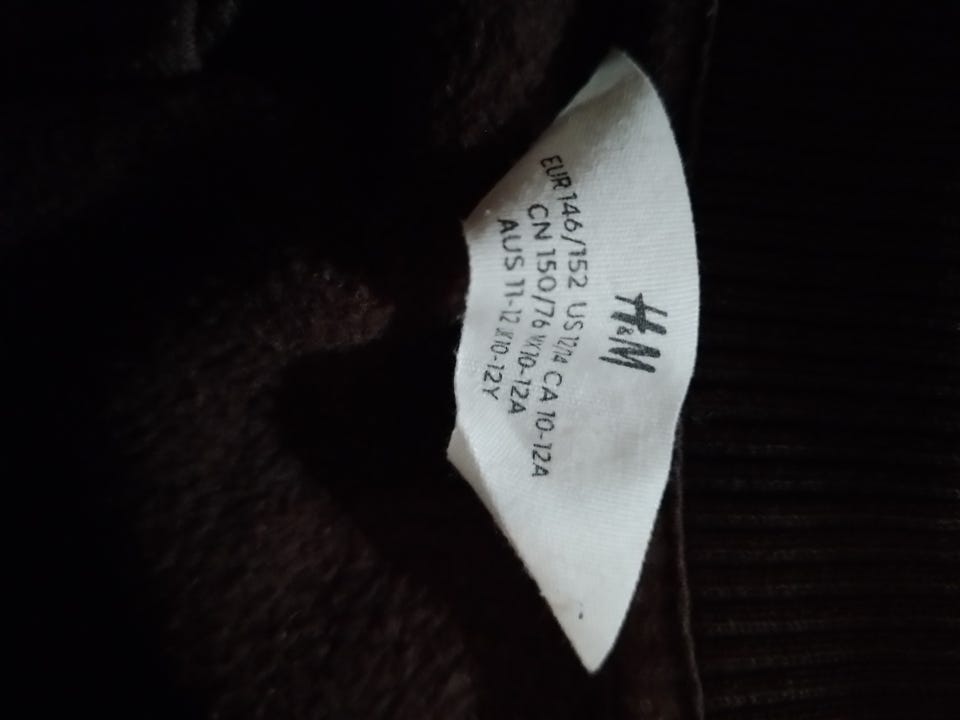 H&M
EUR 146/152 US 12/14 CA 10-12A
CN 150/76 MX 10-12A
AUS 11-12 10-12Y